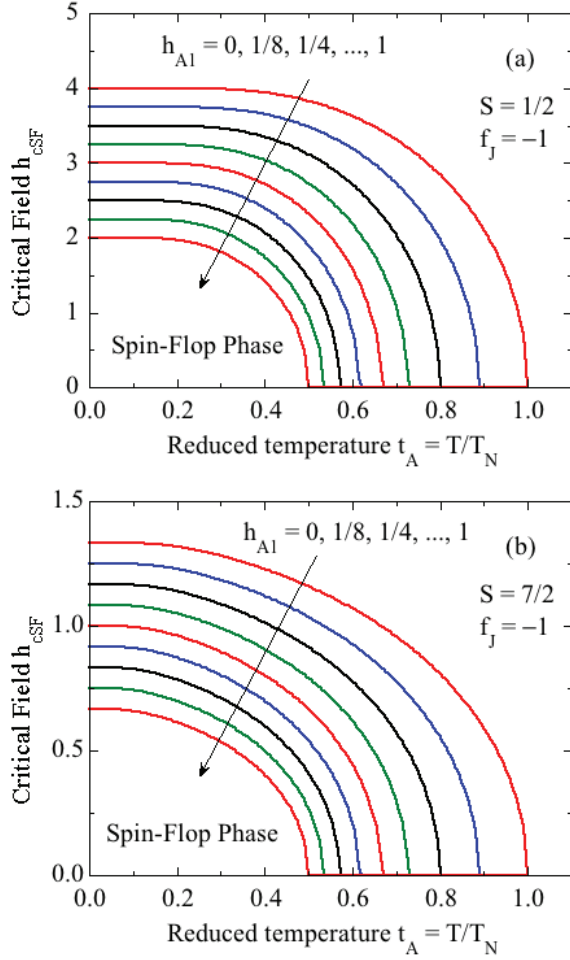 5
h_A1 = 0, 1/8, 1/4, ..., 1
(a)
4
S = 1/2
f_J = −1
3
Critical Field h_cSF
2
1
Spin-Flop Phase
0
0.0 0.2 0.4 0.6 0.8 1.0
Reduced temperature t_A = T/T_N
1.5
h_A1 = 0, 1/8, 1/4, ..., 1
(b)
S = 7/2
f_J = −1
1.0
Critical Field h_cSF
0.5
Spin-Flop Phase
0.0
0.0 0.2 0.4 0.6 0.8 1.0
Reduced temperature t_A = T/T_N